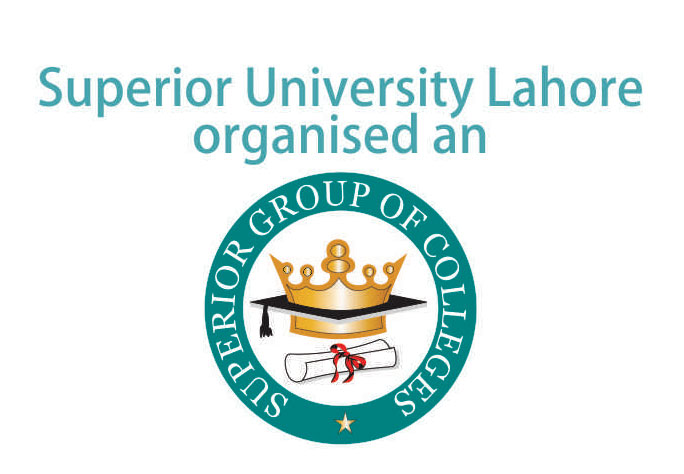 Superior University Lahore
organised an
SUPERIOR GROUP OF COLLEGES